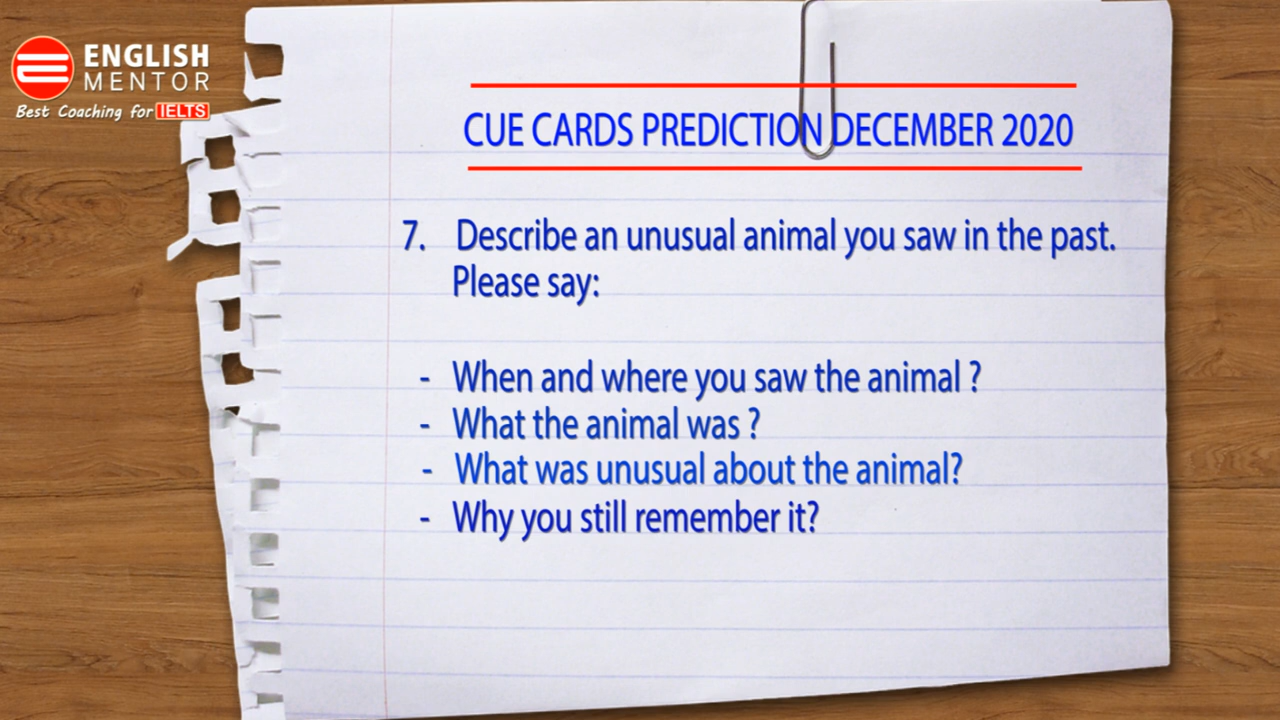 ENGLISH
MENTOR
Best Coaching for IELTS
CUE CARDS PREDICTION DECEMBER 2020
7. Describe an unusual animal you saw in the past.
Please say:
- When and where you saw the animal ?
- What the animal was ?
- What was unusual about the animal?
- Why you still remember it?